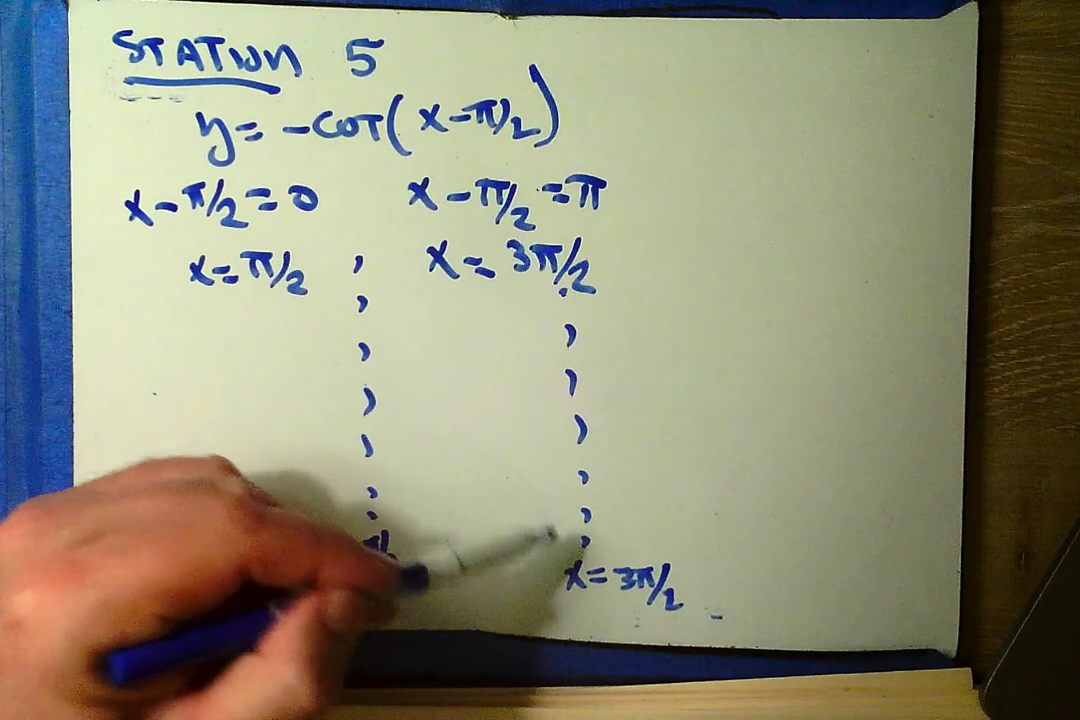 STATION 5
y = -COT(x - π/2)
x - π/2 = 0 x - π/2 = π
x = π/2 x = 3π/2
x = 3π/2